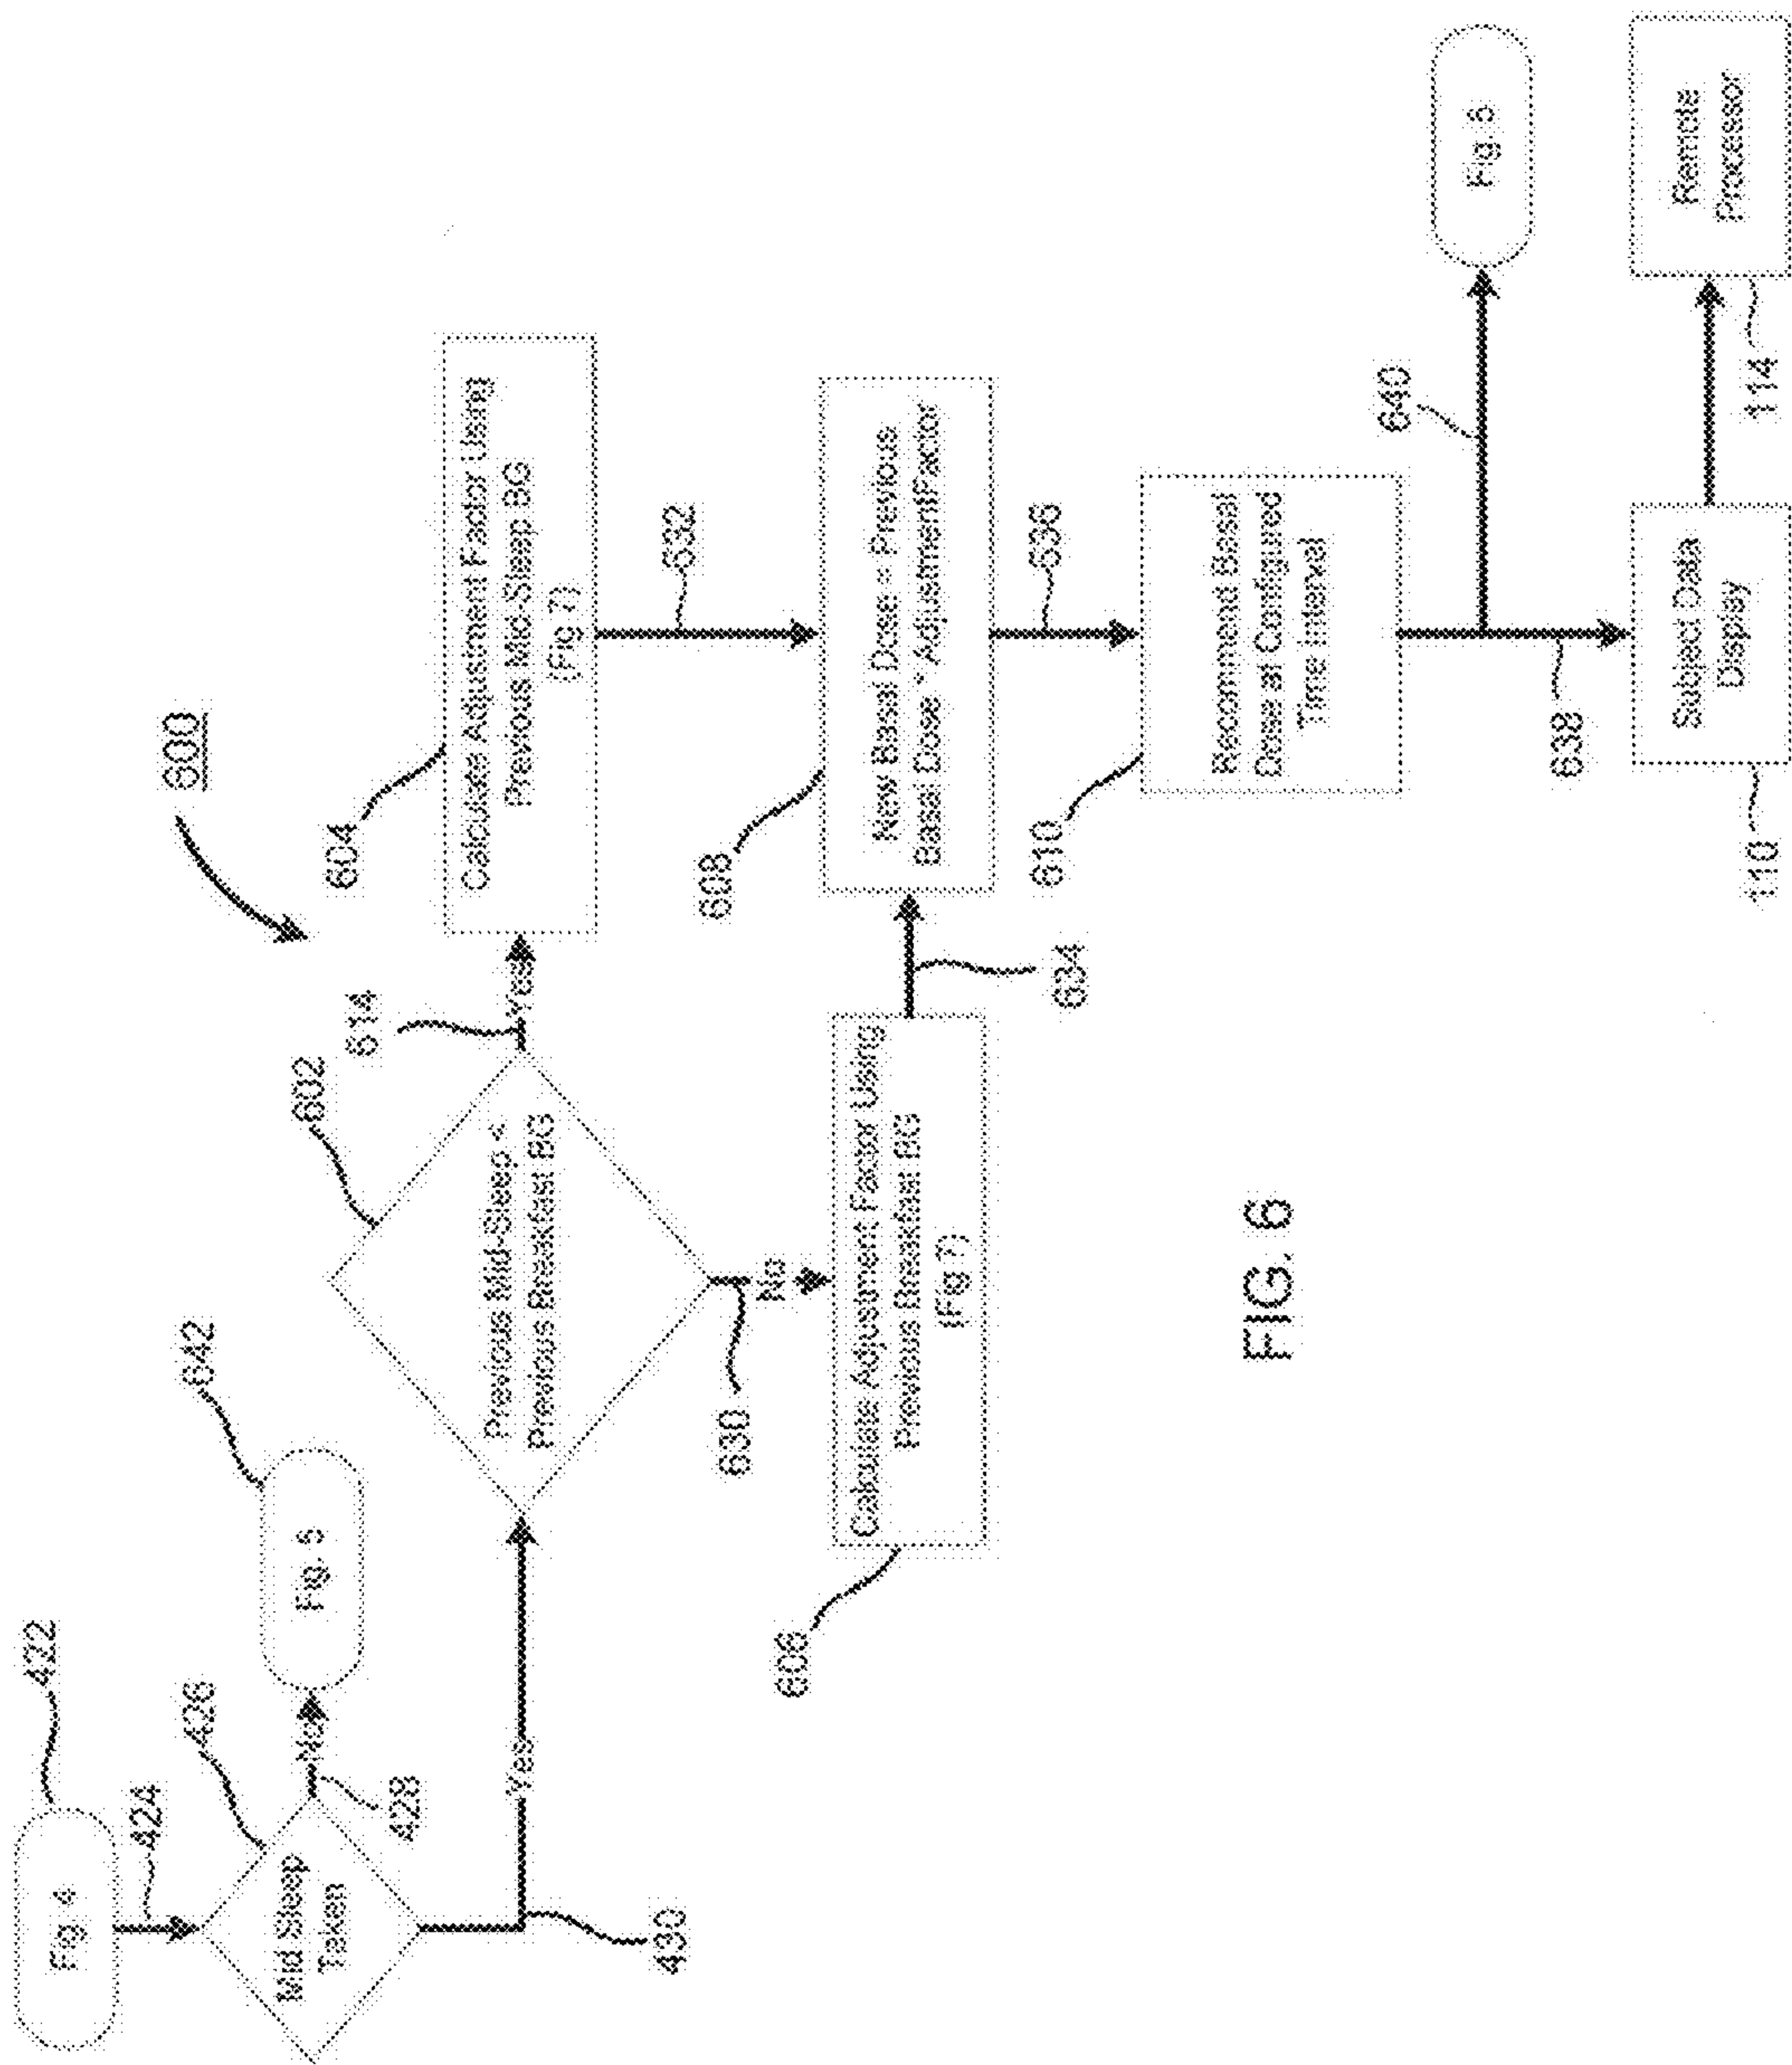 600
Fig 4
422
424
Mid Sleep
Taken
426
No
428
Fig. 5
642
Yes
430
Previous Mid-Sleep <
Previous Breakfast BG
602
614
Yes
604
Calculate Adjustment Factor Using
Previous Mid-Sleep BG
(Fig 7)
632
630
No
606
Calculate Adjustment Factor Using
Previous Breakfast BG
(Fig 7)
634
608
New Basal Dose = Previous
Basal Dose * AdjustmentFactor
636
610
Recommend Basal
Dose at Configured
Time Interval
640
Fig. 5
638
Subject Data
Display
110
Remote
Processor
114
FIG. 6